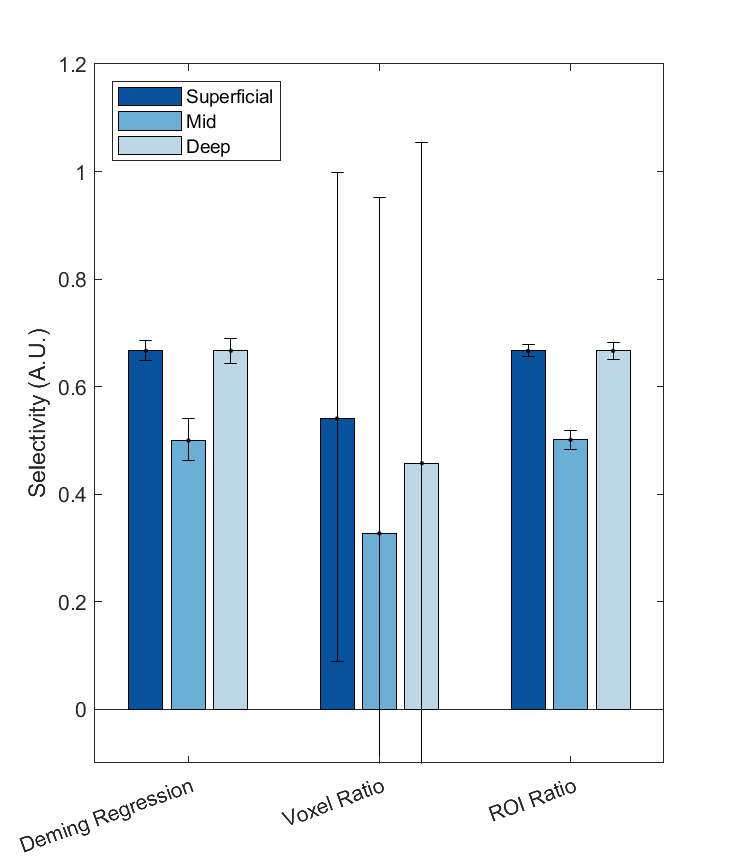 1.2
1
0.8
0.6
0.4
0.2
0
Selectivity (A.U.)
Superficial
Mid
Deep
Deming Regression
Voxel Ratio
ROI Ratio